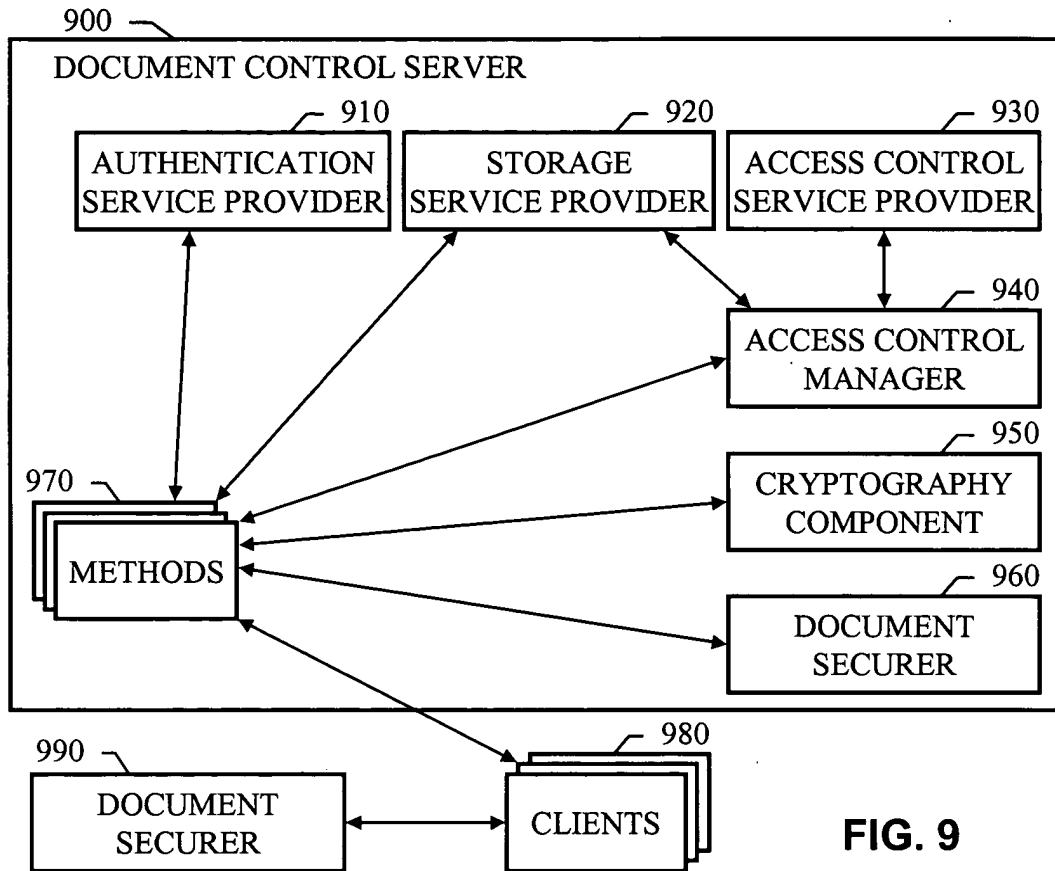 900
DOCUMENT CONTROL SERVER
910
AUTHENTICATION
SERVICE PROVIDER
920
STORAGE
SERVICE PROVIDER
930
ACCESS CONTROL
SERVICE PROVIDER
940
ACCESS CONTROL
MANAGER
950
CRYPTOGRAPHY
COMPONENT
960
DOCUMENT
SECURER
970
METHODS
980
CLIENTS
990
DOCUMENT
SECURER
FIG. 9